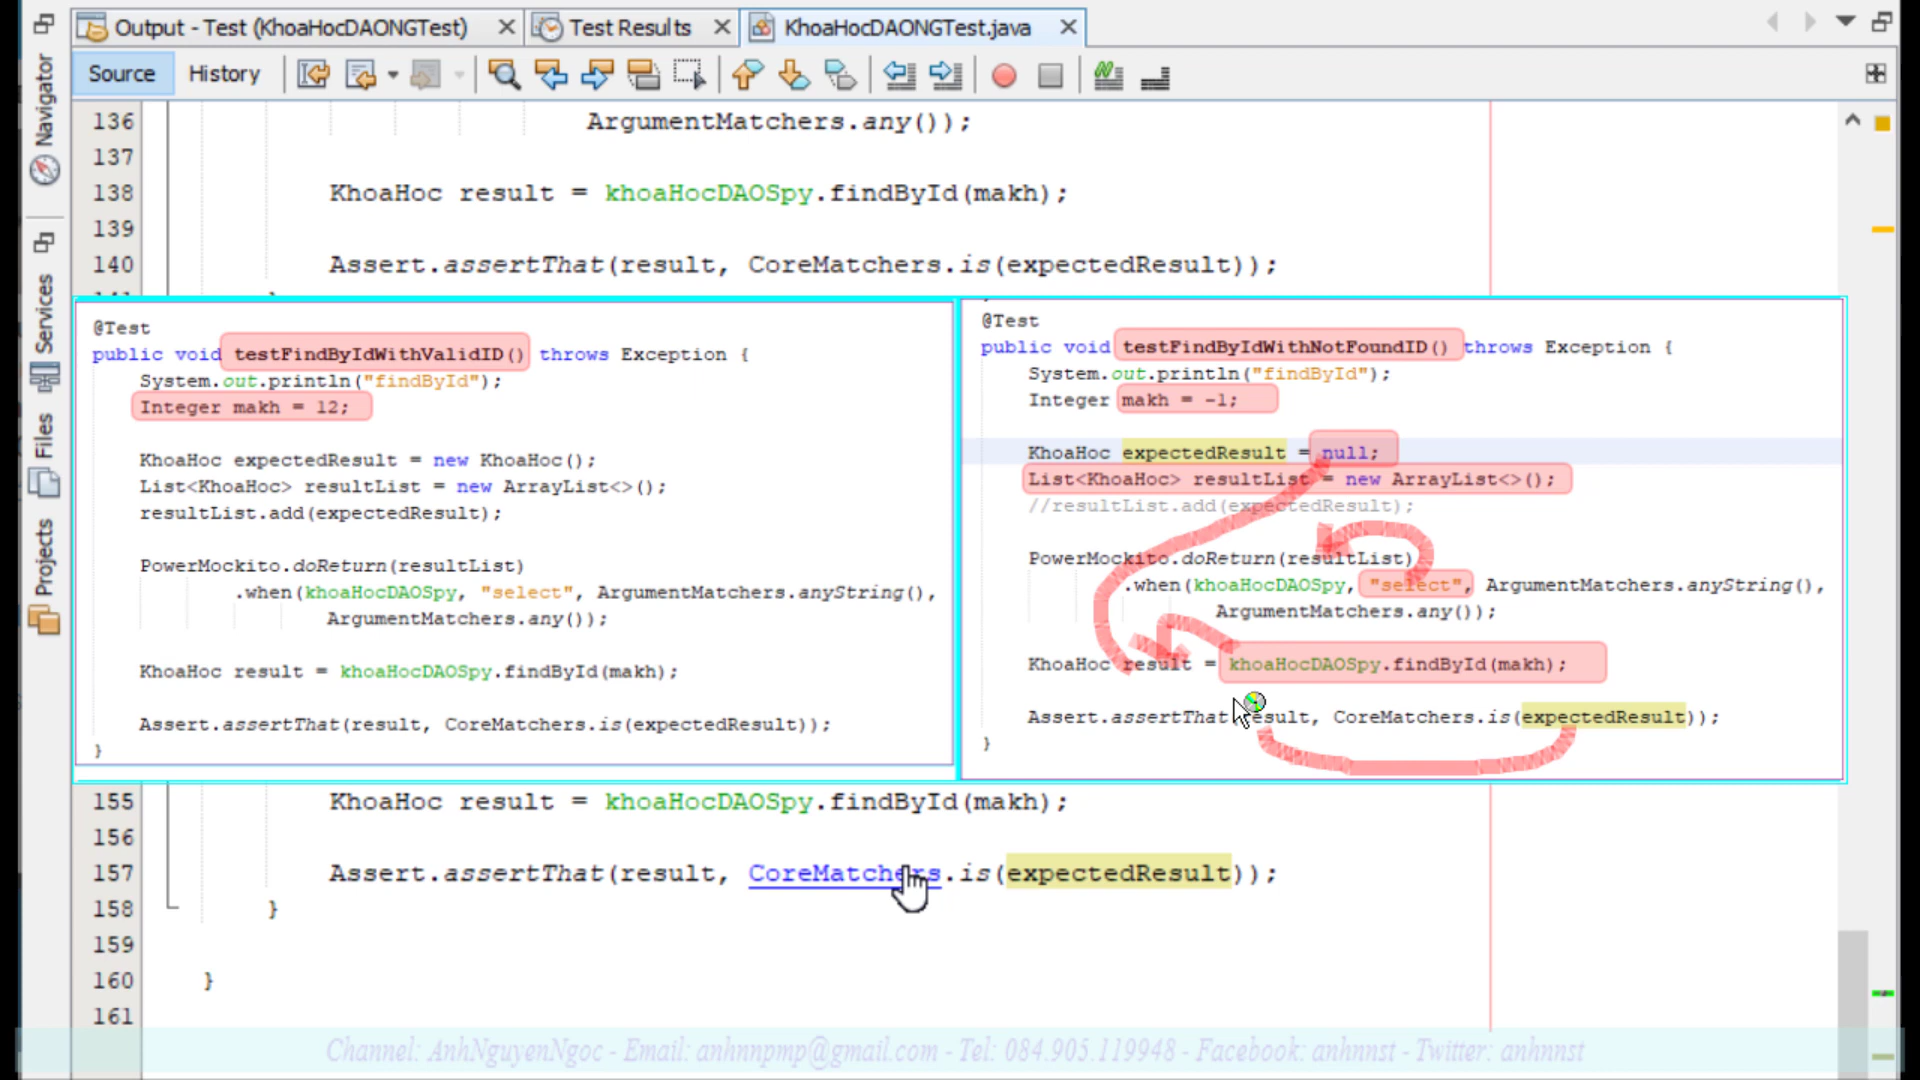 Output - Test (KhoaHocDAONGTest)
Test Results
KhoaHocDAONGTest.java
Source
History
Navigator
Services
Files
Projects
136 ArgumentMatchers.any());
137
138 KhoaHoc result = khoaHocDAOSpy.findById(makh);
139
140 Assert.assertThat(result, CoreMatchers.is(expectedResult));
@Test
public void testFindByIdWithValidID() throws Exception {
System.out.println("findById");
Integer makh = 12;
KhoaHoc expectedResult = new KhoaHoc();
List<KhoaHoc> resultList = new ArrayList<>();
resultList.add(expectedResult);
PowerMockito.doReturn(resultList)
.when(khoaHocDAOSpy, "select", ArgumentMatchers.anyString(),
ArgumentMatchers.any());
KhoaHoc result = khoaHocDAOSpy.findById(makh);
Assert.assertThat(result, CoreMatchers.is(expectedResult));
}
@Test
public void testFindByIdWithNotFoundID() throws Exception {
System.out.println("findById");
Integer makh = -1;
KhoaHoc expectedResult = null;
List<KhoaHoc> resultList = new ArrayList<>();
//resultList.add(expectedResult);
PowerMockito.doReturn(resultList)
.when(khoaHocDAOSpy, "select", ArgumentMatchers.anyString(),
ArgumentMatchers.any());
KhoaHoc result = khoaHocDAOSpy.findById(makh);
Assert.assertThat(result, CoreMatchers.is(expectedResult));
}
155 KhoaHoc result = khoaHocDAOSpy.findById(makh);
156
157 Assert.assertThat(result, CoreMatchers.is(expectedResult));
158 }
159
160 }
161
Channel: AnhNguyenNgoc - Email: anhnnpmp@gmail.com - Tel: 084.905.119948 - Facebook: anhnnst - Twitter: anhnnst